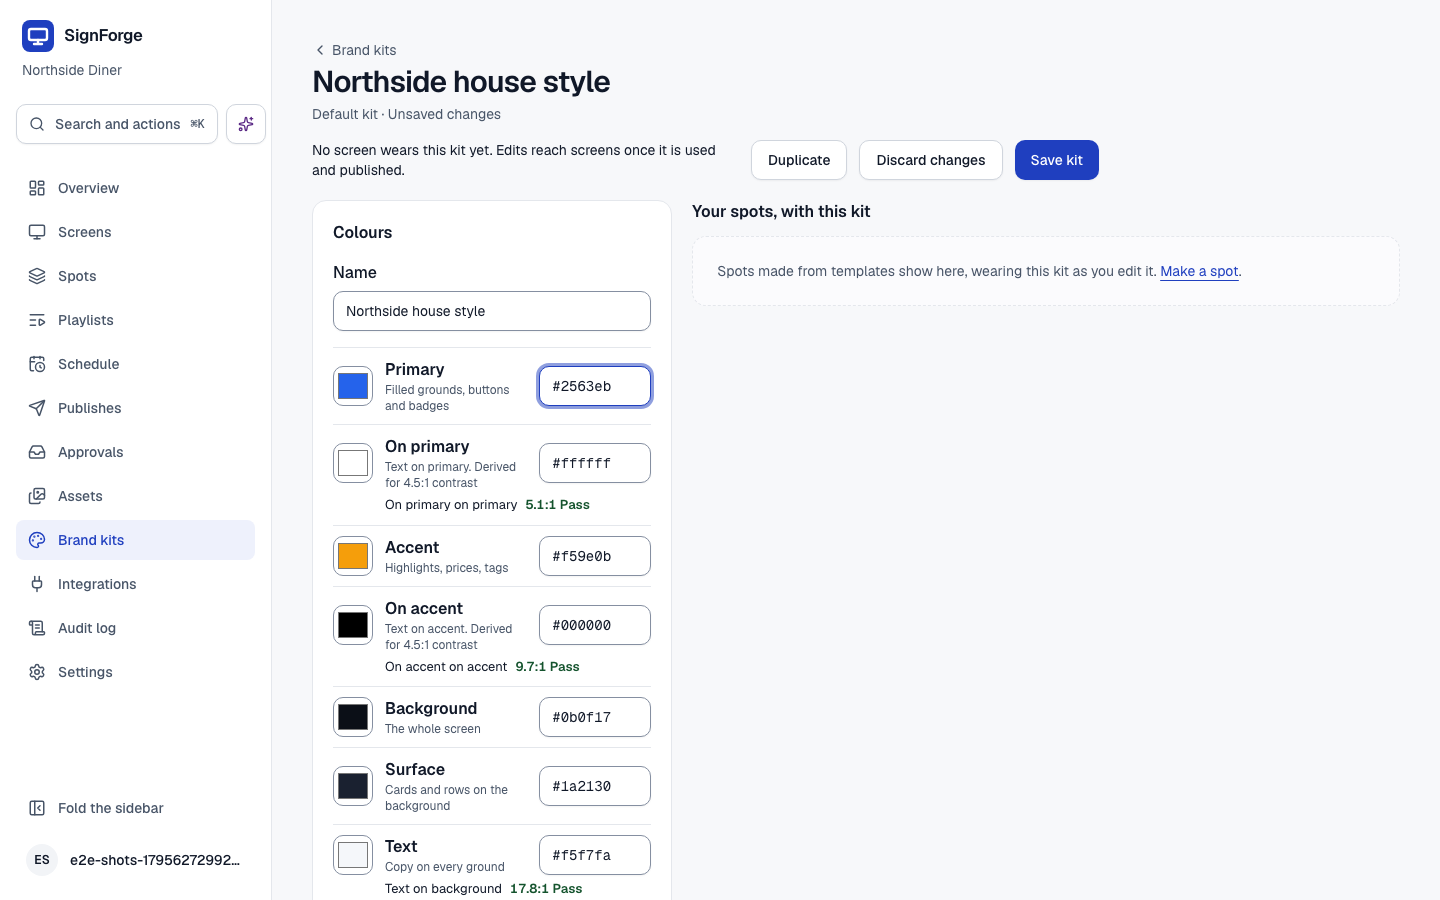 SignForge
Northside Diner
Search and actions ⌘K
Overview
Screens
Spots
Playlists
Schedule
Publishes
Approvals
Assets
Brand kits
Integrations
Audit log
Settings
Fold the sidebar
ES e2e-shots-17956272992...
Brand kits
Northside house style
Default kit · Unsaved changes
No screen wears this kit yet. Edits reach screens once it is used
and published.
Duplicate
Discard changes
Save kit
Colours
Name
Northside house style
Primary
Filled grounds, buttons
and badges
#2563eb
On primary
Text on primary. Derived
for 4.5:1 contrast
#ffffff
On primary on primary 5.1:1 Pass
Accent
Highlights, prices, tags
#f59e0b
On accent
Text on accent. Derived
for 4.5:1 contrast
#000000
On accent on accent 9.7:1 Pass
Background
The whole screen
#0b0f17
Surface
Cards and rows on the
background
#1a2130
Text
Copy on every ground
#f5f7fa
Text on background 17.8:1 Pass
Your spots, with this kit
Spots made from templates show here, wearing this kit as you edit it. Make a spot.